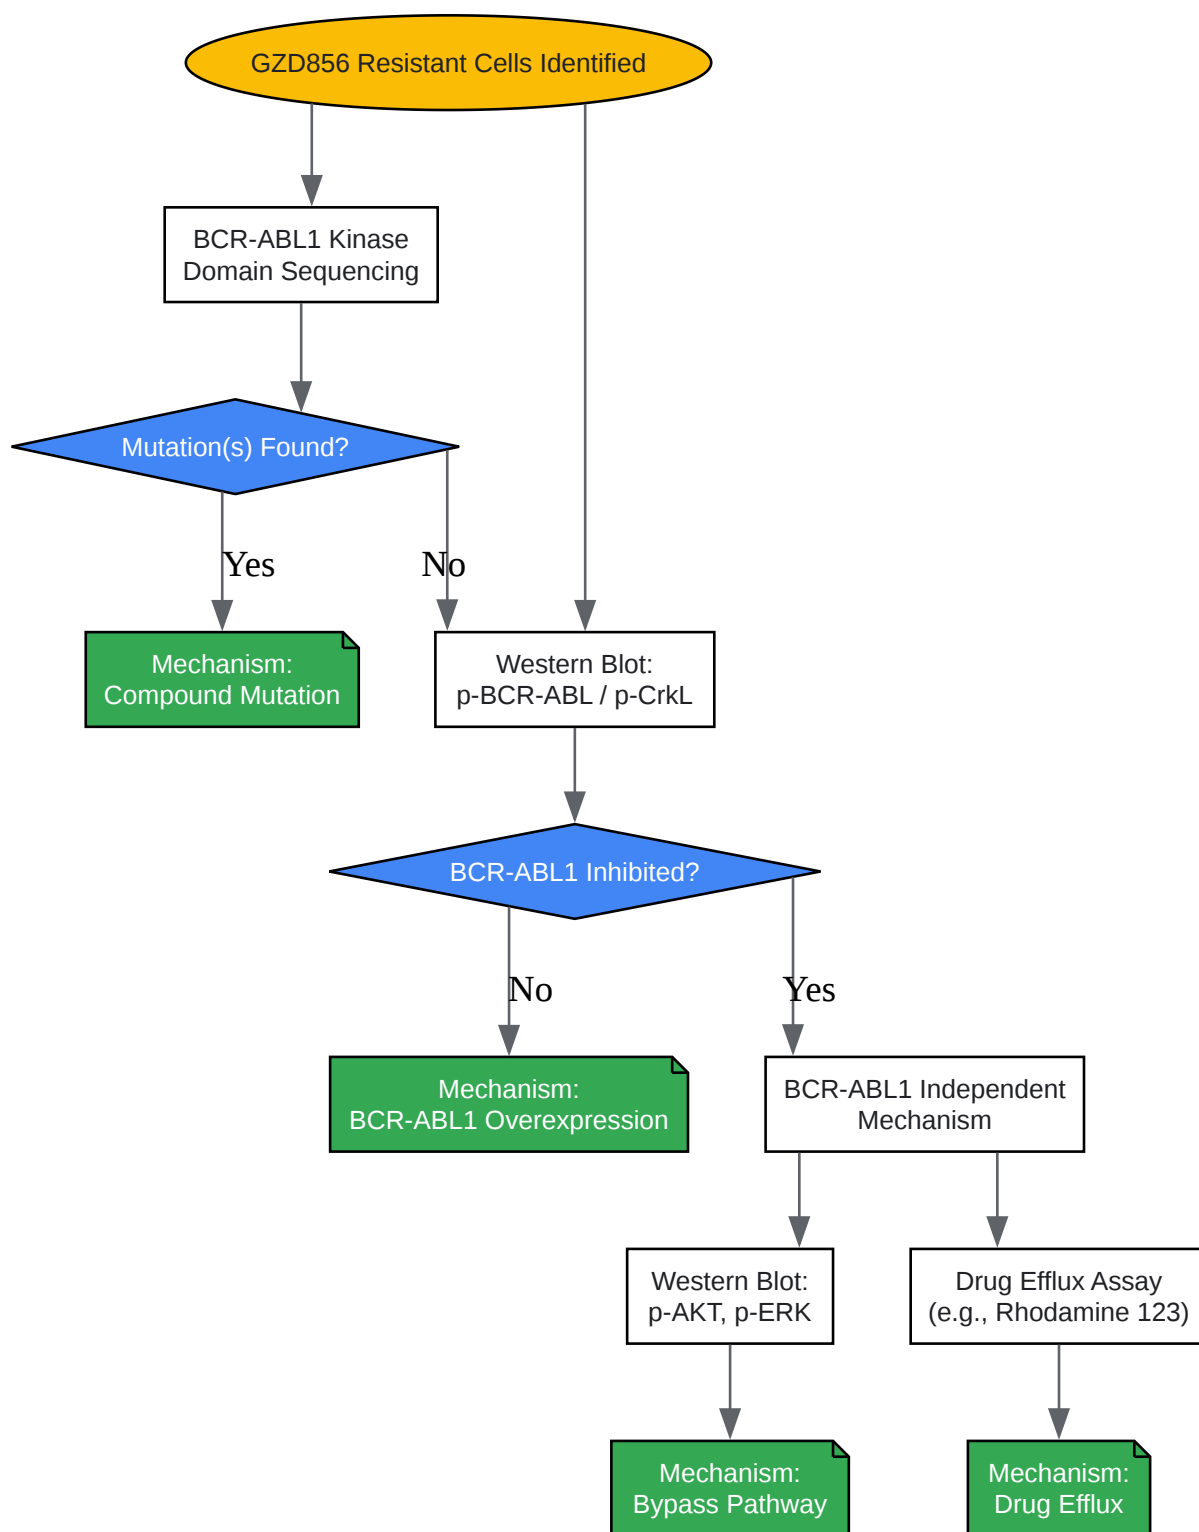 GZD856 Resistant Cells Identified
BCR-ABL1 Kinase
Domain Sequencing
Mutation(s) Found?
Yes
No
Mechanism:
Compound Mutation
Western Blot:
p-BCR-ABL / p-CrkL
BCR-ABL1 Inhibited?
No
Yes
Mechanism:
BCR-ABL1 Overexpression
BCR-ABL1 Independent
Mechanism
Western Blot:
p-AKT, p-ERK
Drug Efflux Assay
(e.g., Rhodamine 123)
Mechanism:
Bypass Pathway
Mechanism:
Drug Efflux